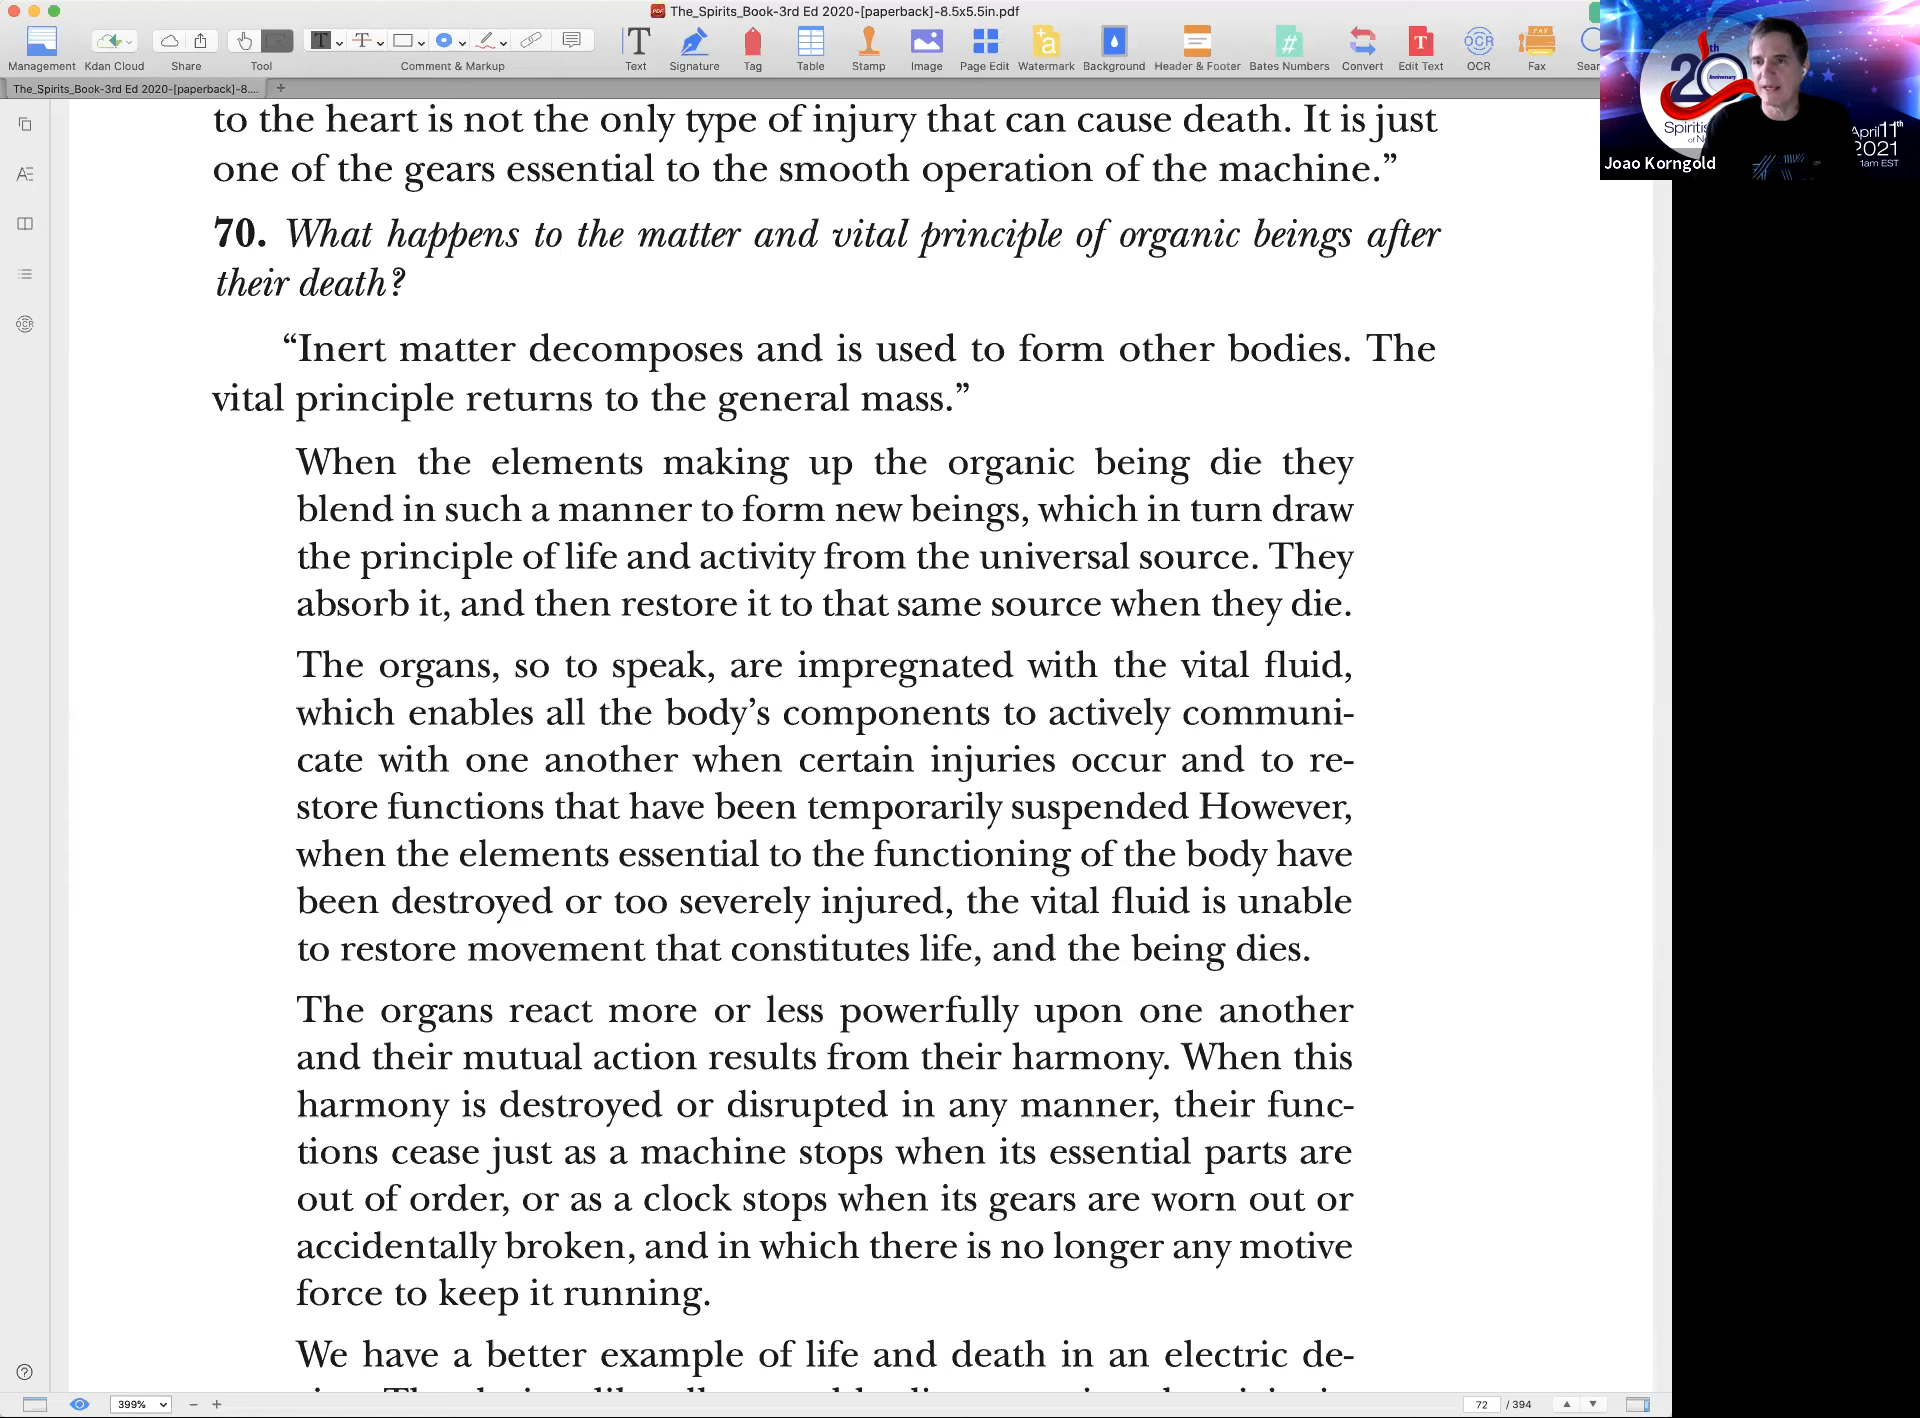 The_Spirits_Book-3rd Ed 2020-[paperback]-8.5x5.5in.pdf
Management Kdan Cloud Share Tool Comment & Markup Text Signature Tag Table Stamp Image Page Edit Watermark Background Header & Footer Bates Numbers Convert Edit Text OCR Fax
The_Spirits_Book-3rd Ed 2020-[paperback]-8....
to the heart is not the only type of injury that can cause death. It is just
one of the gears essential to the smooth operation of the machine.”
70. What happens to the matter and vital principle of organic beings after
their death?
“Inert matter decomposes and is used to form other bodies. The
vital principle returns to the general mass.”
When the elements making up the organic being die they
blend in such a manner to form new beings, which in turn draw
the principle of life and activity from the universal source. They
absorb it, and then restore it to that same source when they die.
The organs, so to speak, are impregnated with the vital fluid,
which enables all the body’s components to actively communi-
cate with one another when certain injuries occur and to re-
store functions that have been temporarily suspended However,
when the elements essential to the functioning of the body have
been destroyed or too severely injured, the vital fluid is unable
to restore movement that constitutes life, and the being dies.
The organs react more or less powerfully upon one another
and their mutual action results from their harmony. When this
harmony is destroyed or disrupted in any manner, their func-
tions cease just as a machine stops when its essential parts are
out of order, or as a clock stops when its gears are worn out or
accidentally broken, and in which there is no longer any motive
force to keep it running.
We have a better example of life and death in an electric de-
399%
72 / 394
20th
Anniversary
April 11th
2021
1am EST
Joao Korngold